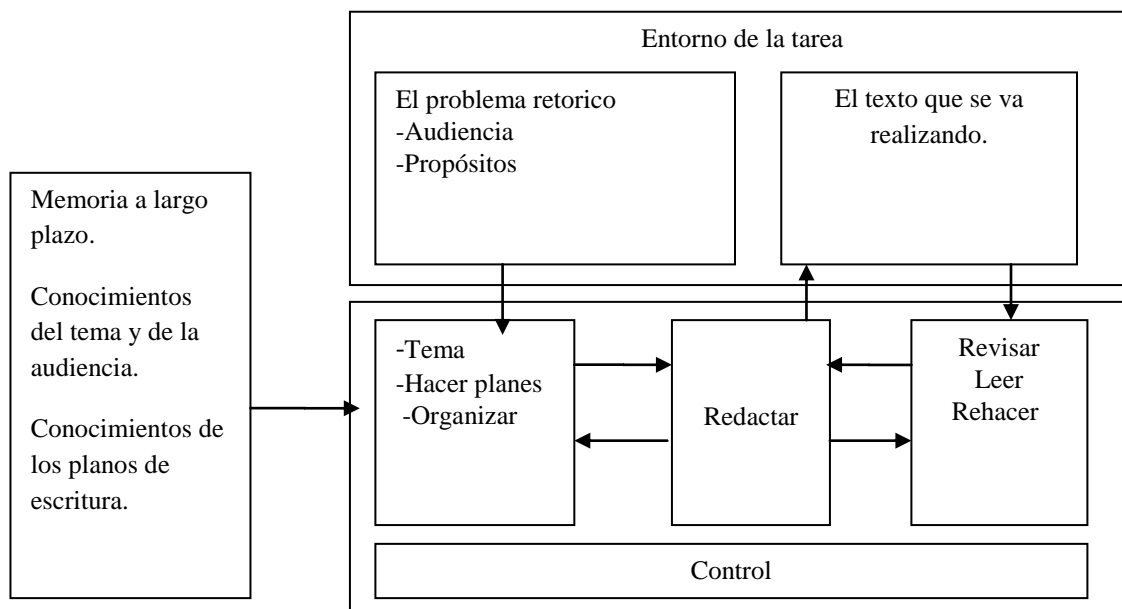 Entorno de la tarea
El problema retorico
-Audiencia
-Propósitos
El texto que se va
realizando.
Memoria a largo
plazo.
Conocimientos
del tema y de la
audiencia.
Conocimientos de
los planos de
escritura.
-Tema
-Hacer planes
-Organizar
Redactar
Revisar
Leer
Rehacer
Control